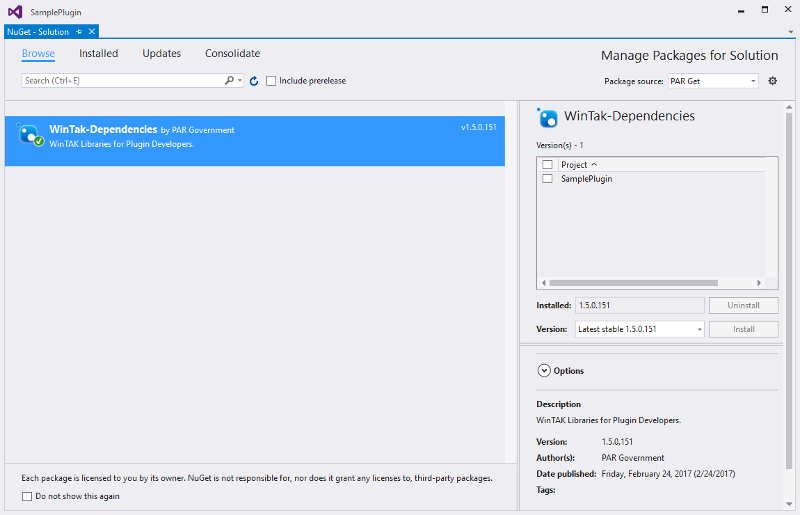 SamplePlugin
NuGet - Solution
Browse Installed Updates Consolidate
Manage Packages for Solution
Search (Ctrl+E)
Include prerelease
Package source: PAR Get
WinTak-Dependencies by PAR Government
v1.5.0.151
WinTAK Libraries for Plugin Developers.
Each package is licensed to you by its owner. NuGet is not responsible for, nor does it grant any licenses to, third-party packages.
Do not show this again
WinTak-Dependencies
Version(s) - 1
Project
SamplePlugin
Installed: 1.5.0.151 Uninstall
Version: Latest stable 1.5.0.151 Install
Options
Description
WinTAK Libraries for Plugin Developers.
Version: 1.5.0.151
Author(s): PAR Government
Date published: Friday, February 24, 2017 (2/24/2017)
Tags: